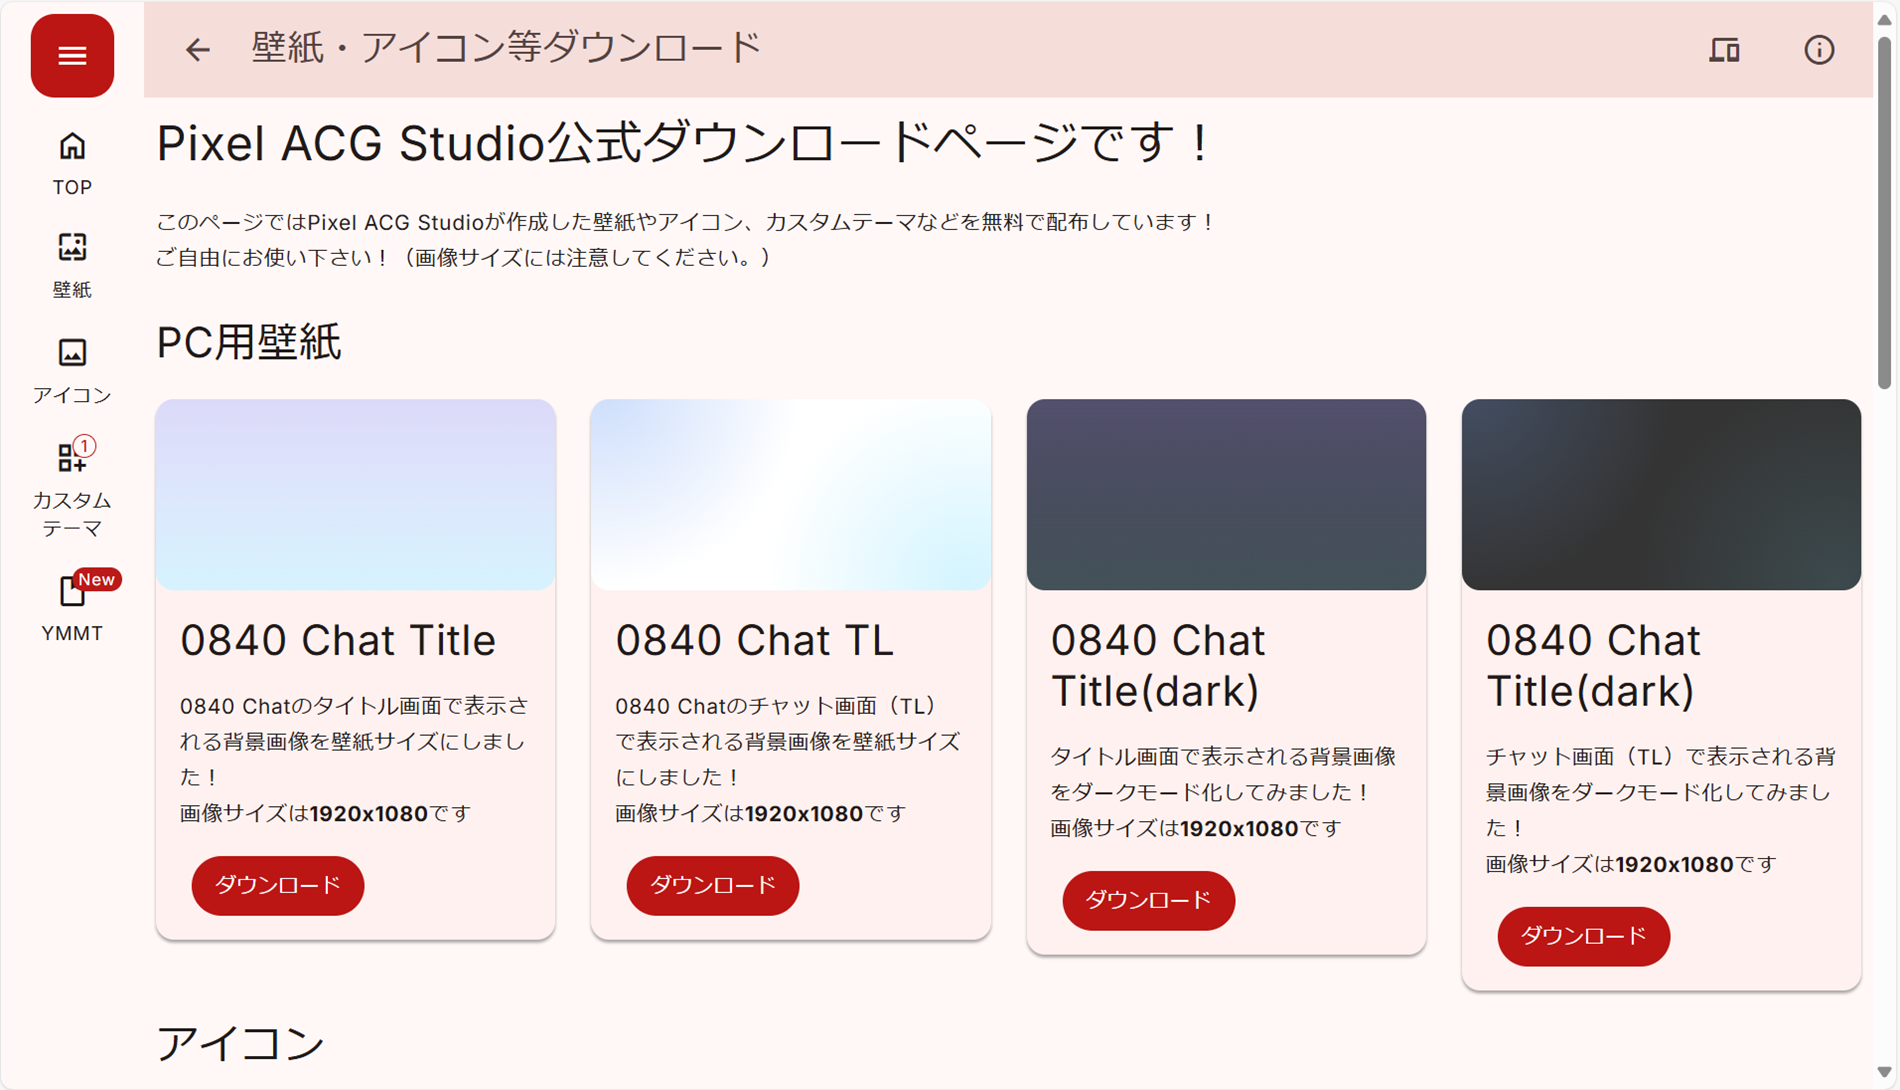 壁紙・アイコン等ダウンロード
TOP
壁紙
アイコン
1
カスタム
テーマ
New
YMMT
Pixel ACG Studio公式ダウンロードページです！
このページではPixel ACG Studioが作成した壁紙やアイコン、カスタムテーマなどを無料で配布しています！
ご自由にお使い下さい！（画像サイズには注意してください。）
PC用壁紙
0840 Chat Title
0840 Chatのタイトル画面で表示さ
れる背景画像を壁紙サイズにしまし
た！
画像サイズは1920x1080です
ダウンロード
0840 Chat TL
0840 Chatのチャット画面（TL）
で表示される背景画像を壁紙サイズ
にしました！
画像サイズは1920x1080です
ダウンロード
0840 Chat
Title(dark)
タイトル画面で表示される背景画像
をダークモード化してみました！
画像サイズは1920x1080です
ダウンロード
0840 Chat
Title(dark)
チャット画面（TL）で表示される背
景画像をダークモード化してみまし
た！
画像サイズは1920x1080です
ダウンロード
アイコン